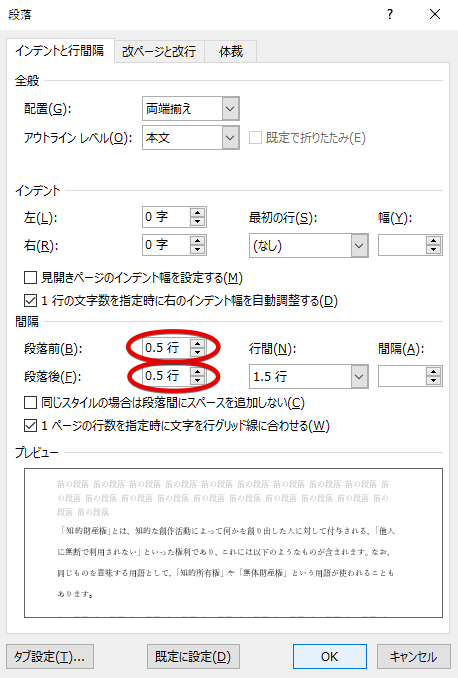 段落
インデントと行間隔 改ページと改行 体裁
全般
配置(G): 両端揃え
アウトライン レベル(O): 本文 既定で折りたたみ(E)
インデント
左(L): 0 字 最初の行(S): 幅(Y):
右(R): 0 字 (なし)
見開きページのインデント幅を設定する(M)
1 行の文字数を指定時に右のインデント幅を自動調整する(D)
間隔
段落前(B): 0.5 行 行間(N): 間隔(A):
段落後(F): 0.5 行 1.5 行
同じスタイルの場合は段落間にスペースを追加しない(C)
1 ページの行数を指定時に文字を行グリッド線に合わせる(W)
プレビュー
前の段落 前の段落 前の段落 前の段落 前の段落 前の段落 前の段落 前の段落 前
の段落 前の段落 前の段落 前の段落 前の段落 前の段落 前の段落 前の段落 前の
段落 前の段落
「知的財産権」とは、知的な創作活動によって何かを創り出した人に対して付与される、「他人
に無断で利用されない」といった権利であり、これには以下のようなものが含まれます。なお、
同じものを意味する用語として、「知的所有権」や「無体財産権」という用語が使われることも
あります。
タブ設定(T)... 既定に設定(D) OK キャンセル